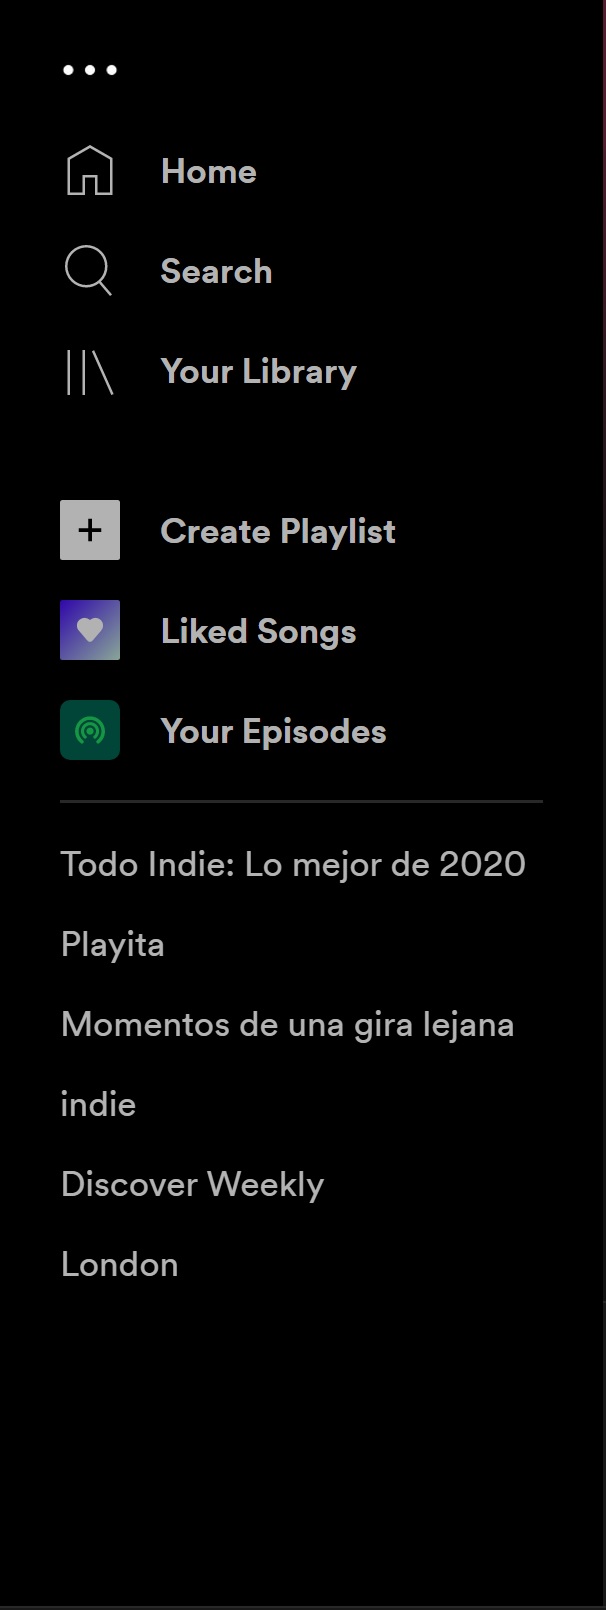 Home
Search
Your Library
Create Playlist
Liked Songs
Your Episodes
Todo Indie: Lo mejor de 2020
Playita
Momentos de una gira lejana
indie
Discover Weekly
London